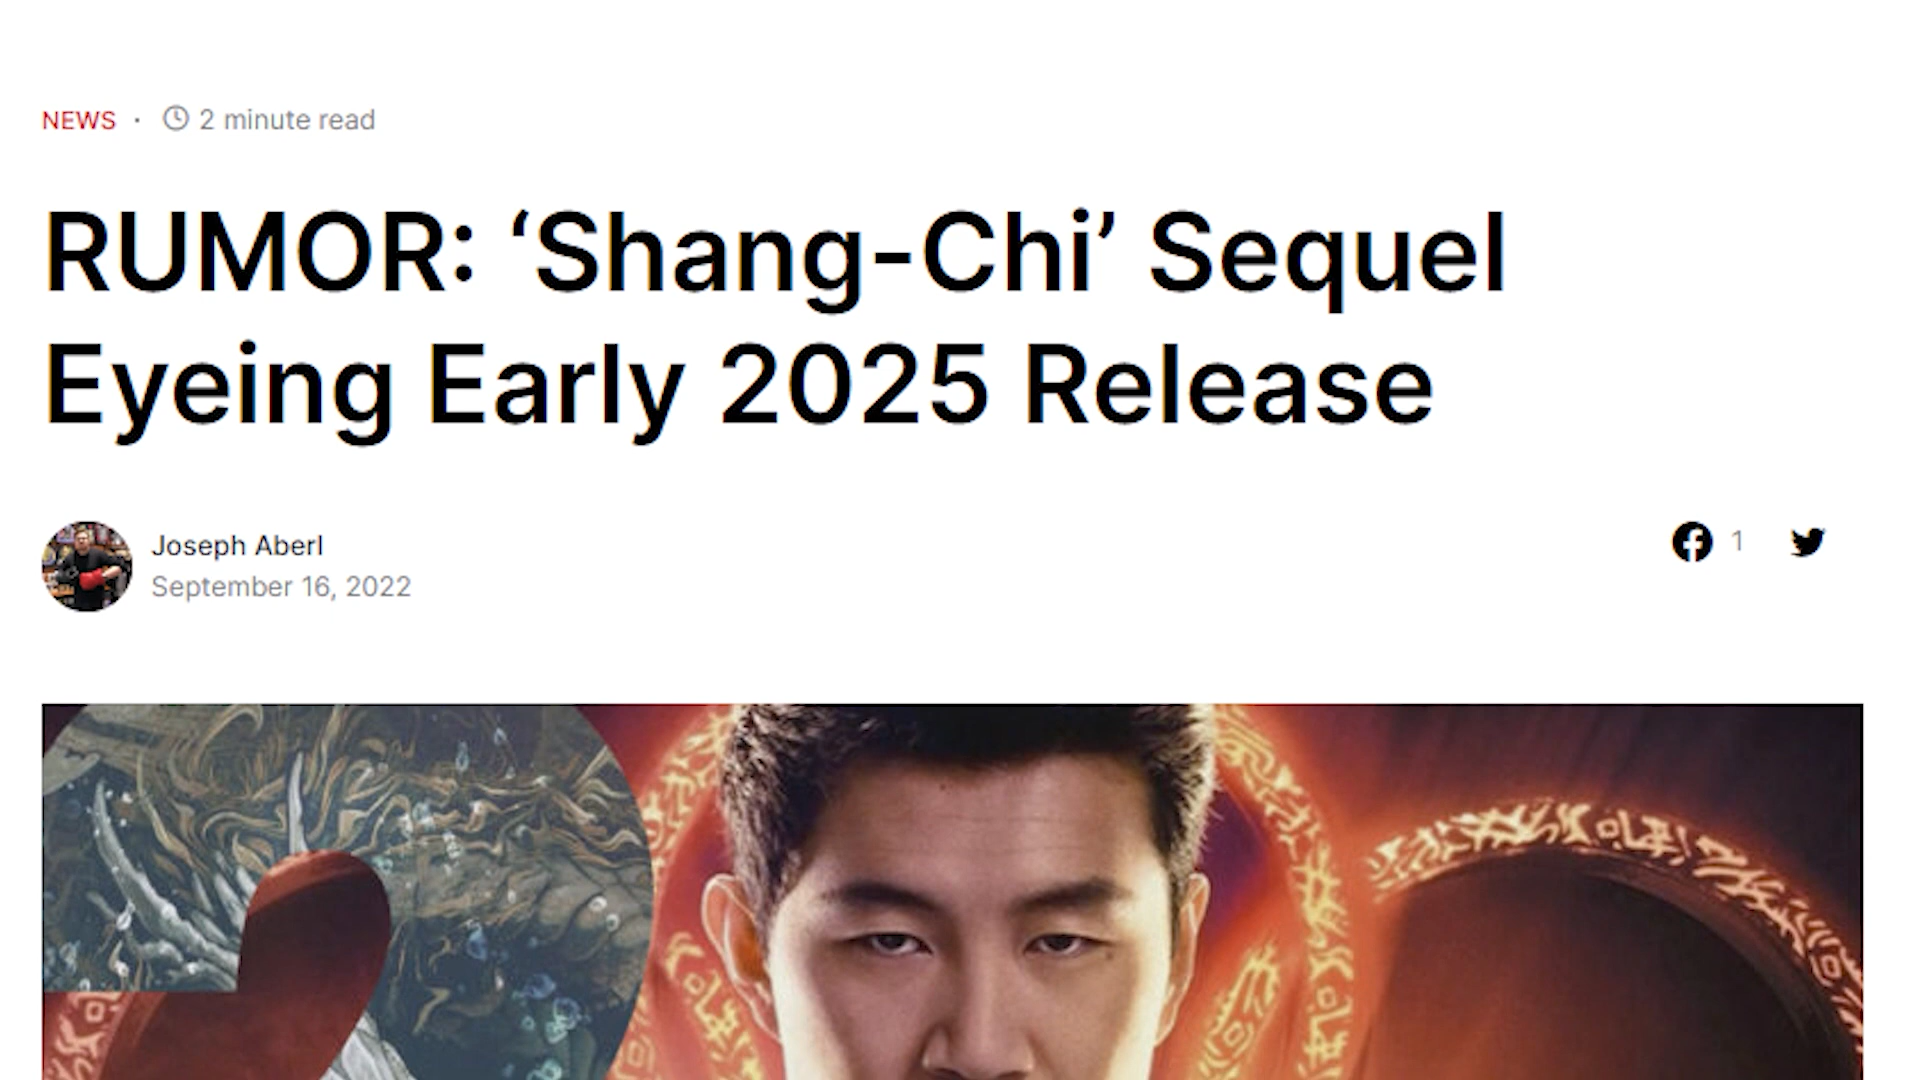 NEWS · 2 minute read
RUMOR: ‘Shang-Chi’ Sequel
Eyeing Early 2025 Release
Joseph Aberl
September 16, 2022
1